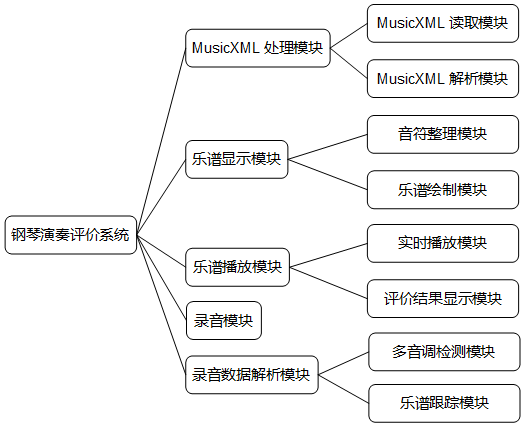 钢琴演奏评价系统
MusicXML 处理模块
MusicXML 读取模块
MusicXML 解析模块
乐谱显示模块
音符整理模块
乐谱绘制模块
乐谱播放模块
实时播放模块
评价结果显示模块
录音模块
录音数据解析模块
多音调检测模块
乐谱跟踪模块